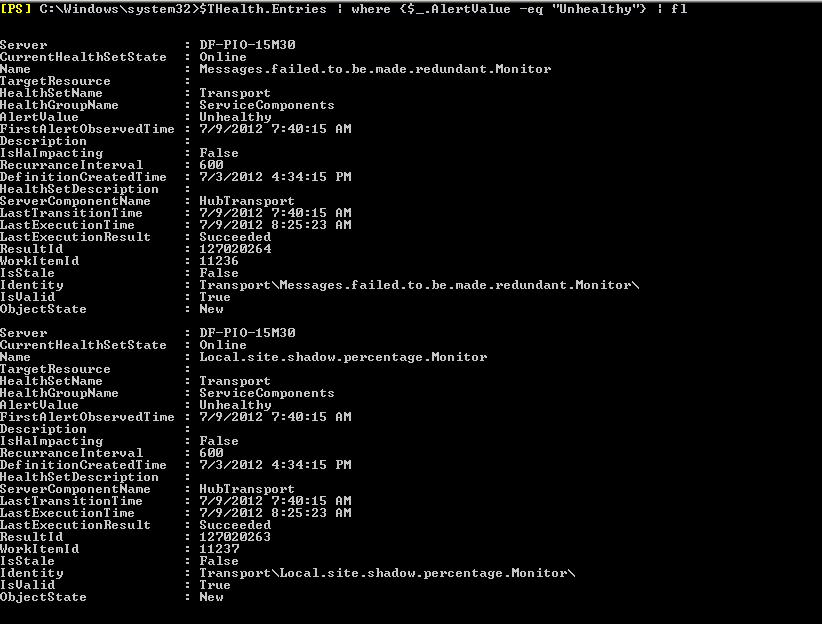 [PS] C:\Windows\system32>$THealth.Entries | where {$_.AlertValue -eq "Unhealthy"} | fl
Server : DF-PIO-15M30
CurrentHealthSetState : Online
Name : Messages.failed.to.be.made.redundant.Monitor
TargetResource :
HealthSetName : Transport
HealthGroupName : ServiceComponents
AlertValue : Unhealthy
FirstAlertObservedTime : 7/9/2012 7:40:15 AM
Description :
IsHaImpacting : False
RecurranceInterval : 600
DefinitionCreatedTime : 7/3/2012 4:34:15 PM
HealthSetDescription :
ServerComponentName : HubTransport
LastTransitionTime : 7/9/2012 7:40:15 AM
LastExecutionTime : 7/9/2012 8:25:23 AM
LastExecutionResult : Succeeded
ResultId : 127020264
WorkItemId : 11236
IsStale : False
Identity : Transport\Messages.failed.to.be.made.redundant.Monitor\
IsValid : True
ObjectState : New
Server : DF-PIO-15M30
CurrentHealthSetState : Online
Name : Local.site.shadow.percentage.Monitor
TargetResource :
HealthSetName : Transport
HealthGroupName : ServiceComponents
AlertValue : Unhealthy
FirstAlertObservedTime : 7/9/2012 7:40:15 AM
Description :
IsHaImpacting : False
RecurranceInterval : 600
DefinitionCreatedTime : 7/3/2012 4:34:15 PM
HealthSetDescription :
ServerComponentName : HubTransport
LastTransitionTime : 7/9/2012 7:40:15 AM
LastExecutionTime : 7/9/2012 8:25:23 AM
LastExecutionResult : Succeeded
ResultId : 127020263
WorkItemId : 11237
IsStale : False
Identity : Transport\Local.site.shadow.percentage.Monitor\
IsValid : True
ObjectState : New